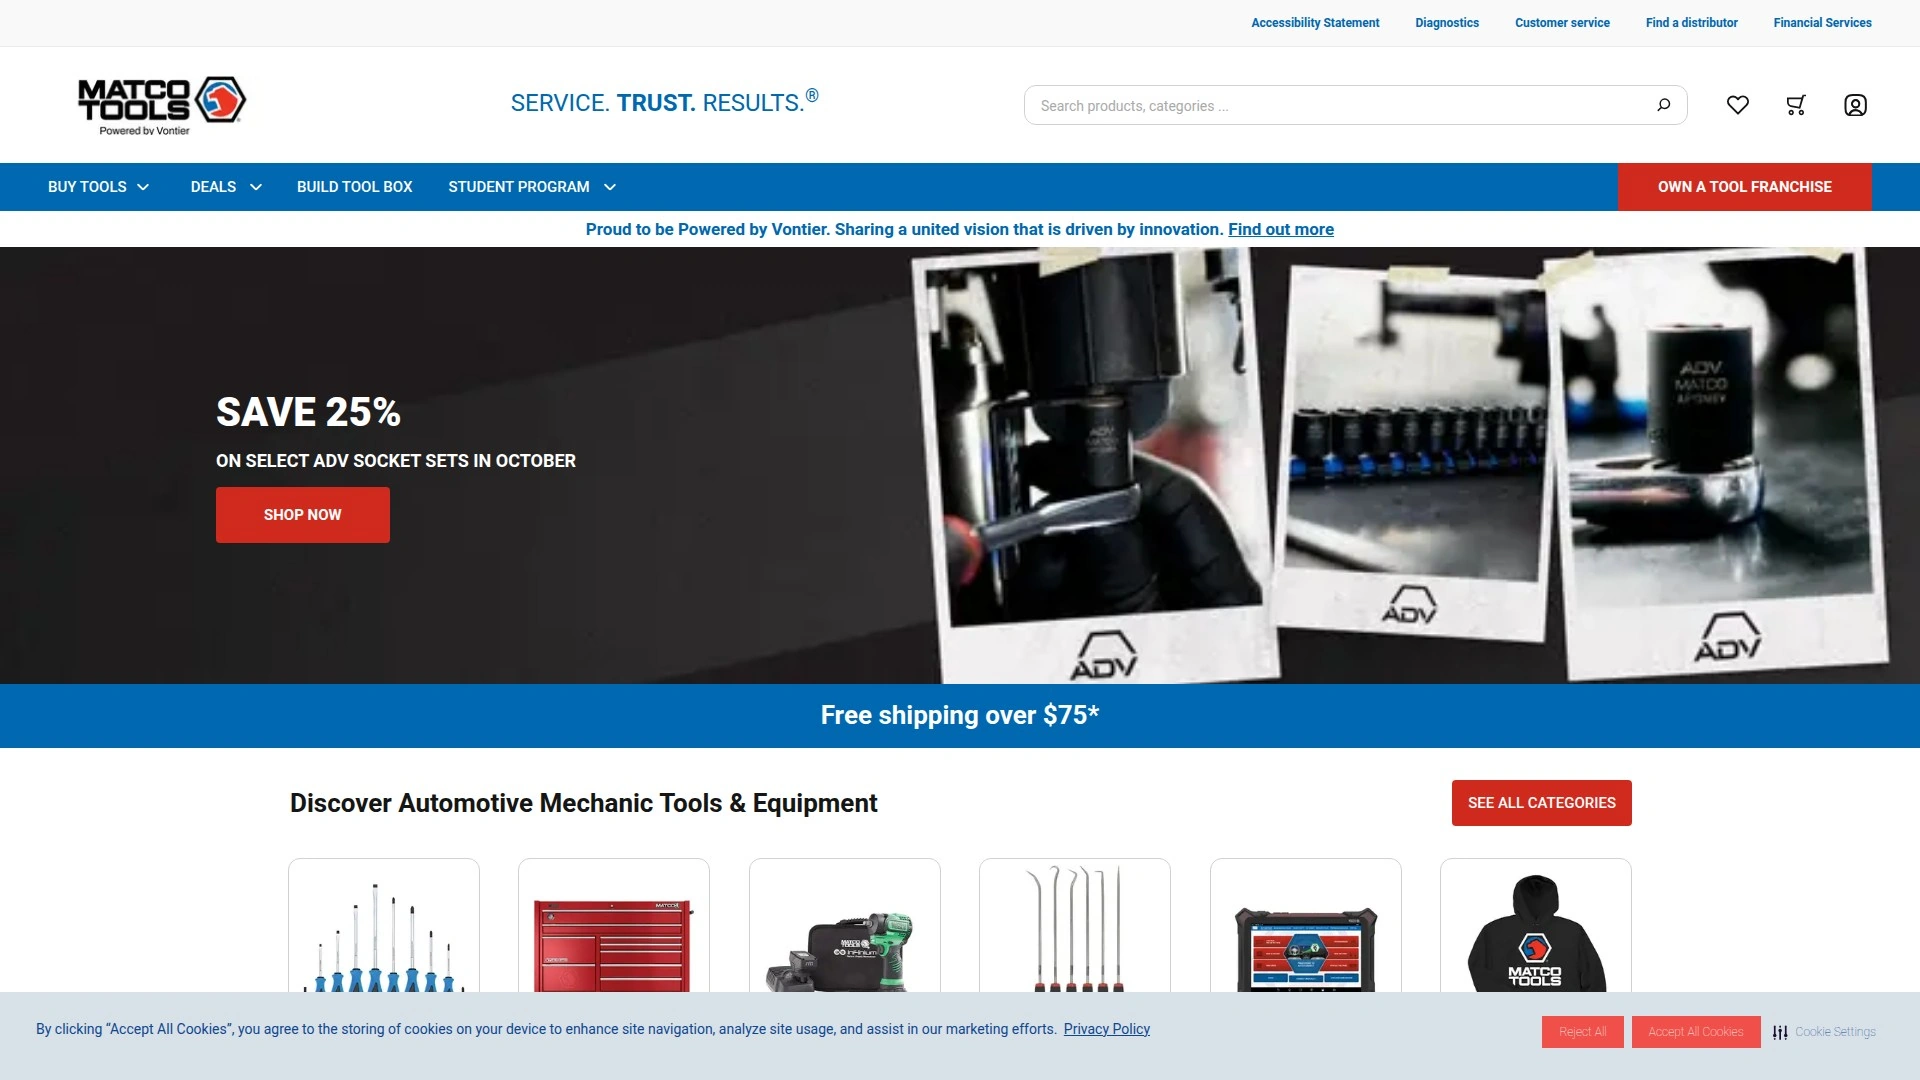 Accessibility Statement
Diagnostics
Customer service
Find a distributor
Financial Services
MATCO
TOOLS
Powered by Vontier
SERVICE. TRUST. RESULTS.®
Search products, categories ...
BUY TOOLS
DEALS
BUILD TOOL BOX
STUDENT PROGRAM
OWN A TOOL FRANCHISE
Proud to be Powered by Vontier. Sharing a united vision that is driven by innovation. Find out more
SAVE 25%
ON SELECT ADV SOCKET SETS IN OCTOBER
SHOP NOW
ADV
MATCO
ADV
ADV
ADV
Free shipping over $75*
Discover Automotive Mechanic Tools & Equipment
SEE ALL CATEGORIES
MATCO
MATCO
TOOLS
By clicking “Accept All Cookies”, you agree to the storing of cookies on your device to enhance site navigation, analyze site usage, and assist in our marketing efforts. Privacy Policy
Reject All
Accept All Cookies
Cookie Settings